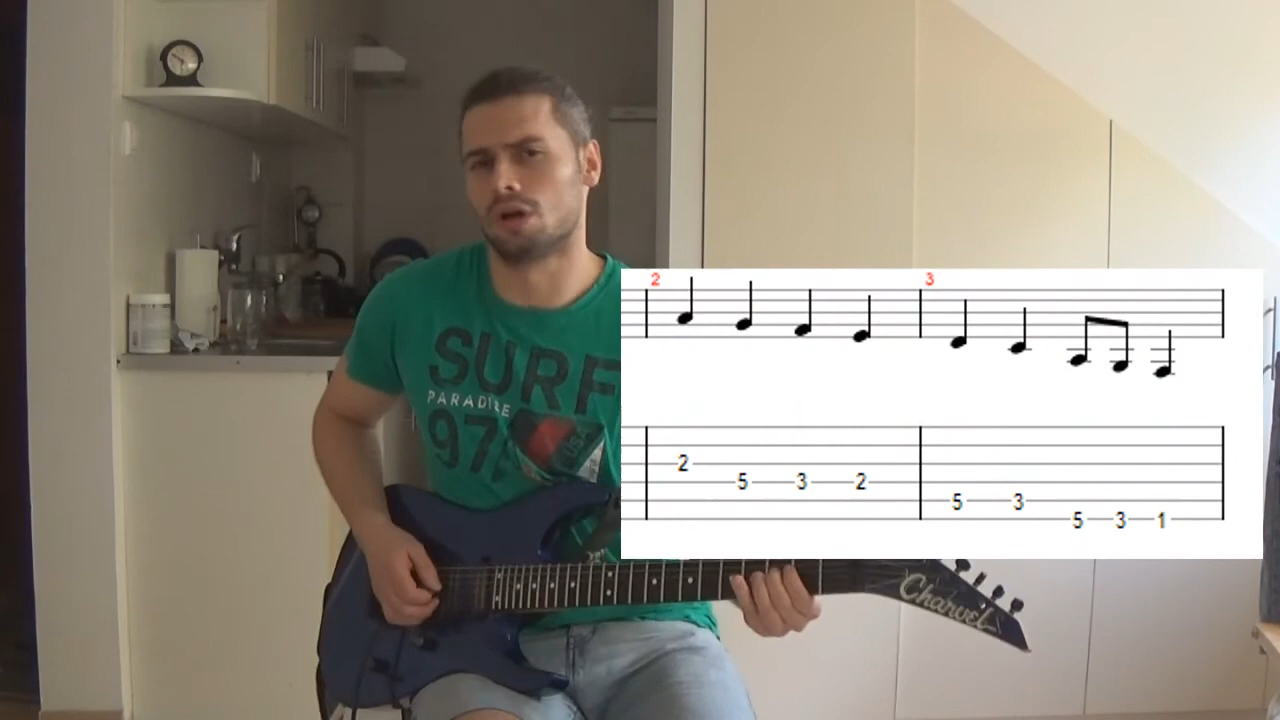 SURF
PARADISE
97
USA
2 3
2 5 3 2 5 3 5 3 1
Charvel